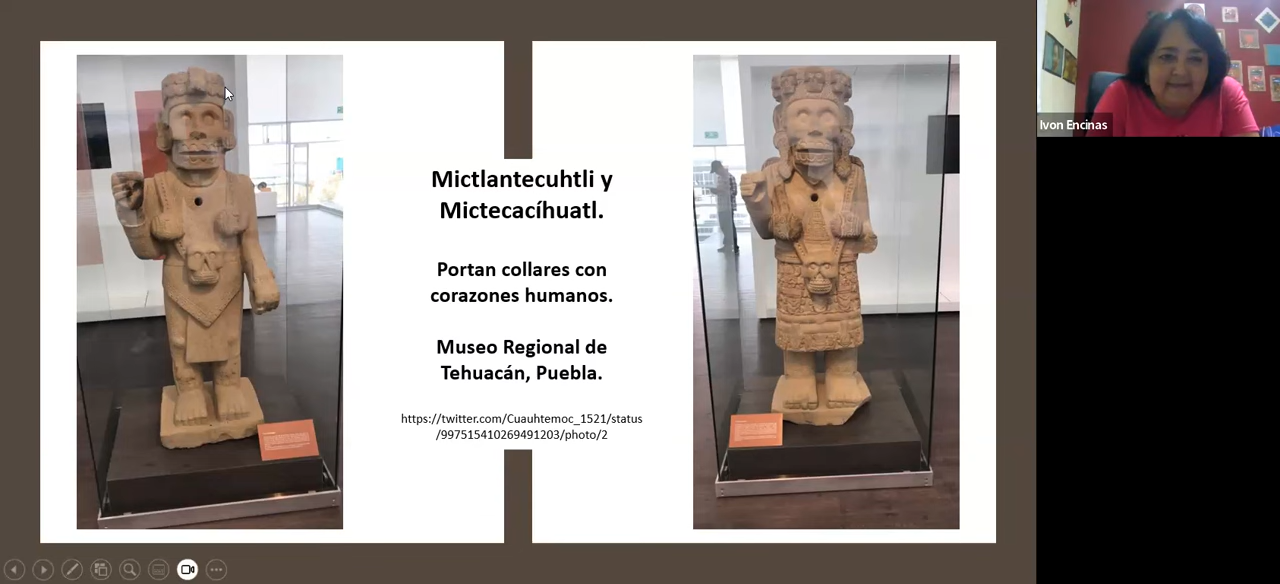 Mictlantecuhtli y
Mictecacíhuatl.
Portan collares con
corazones humanos.
Museo Regional de
Tehuacán, Puebla.
https://twitter.com/Cuauhtemoc_1521/status
/997515410269491203/photo/2
Ivon Encinas